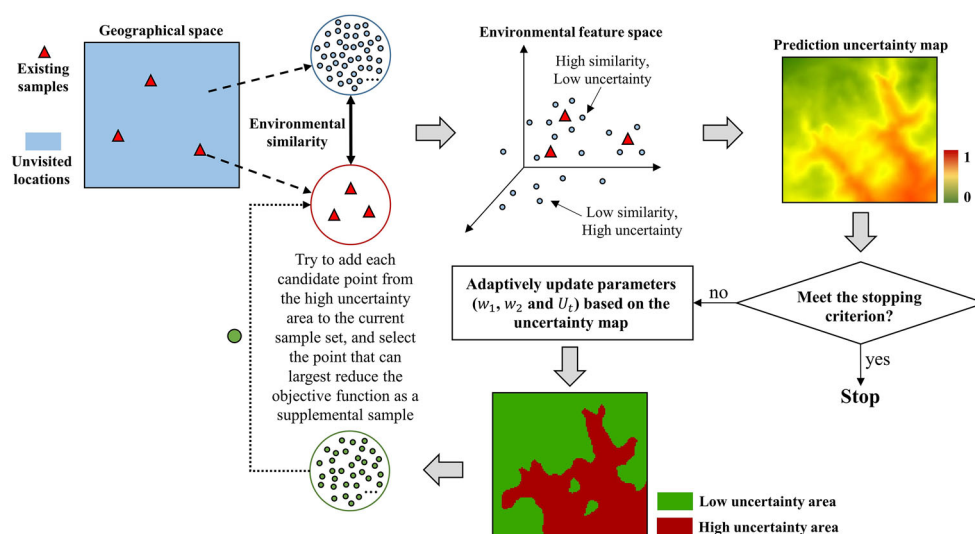 Geographical space
Existing
samples
Unvisited
locations
...
Environmental
similarity
Environmental feature space
High similarity,
Low uncertainty
Low similarity,
High uncertainty
Prediction uncertainty map
1
0
Meet the stopping
criterion?
no
yes
Stop
Adaptively update parameters
(w₁, w₂ and Uₜ) based on the
uncertainty map
Low uncertainty area
High uncertainty area
Try to add each
candidate point from
the high uncertainty
area to the current
sample set, and select
the point that can
largest reduce the
objective function as a
supplemental sample
...